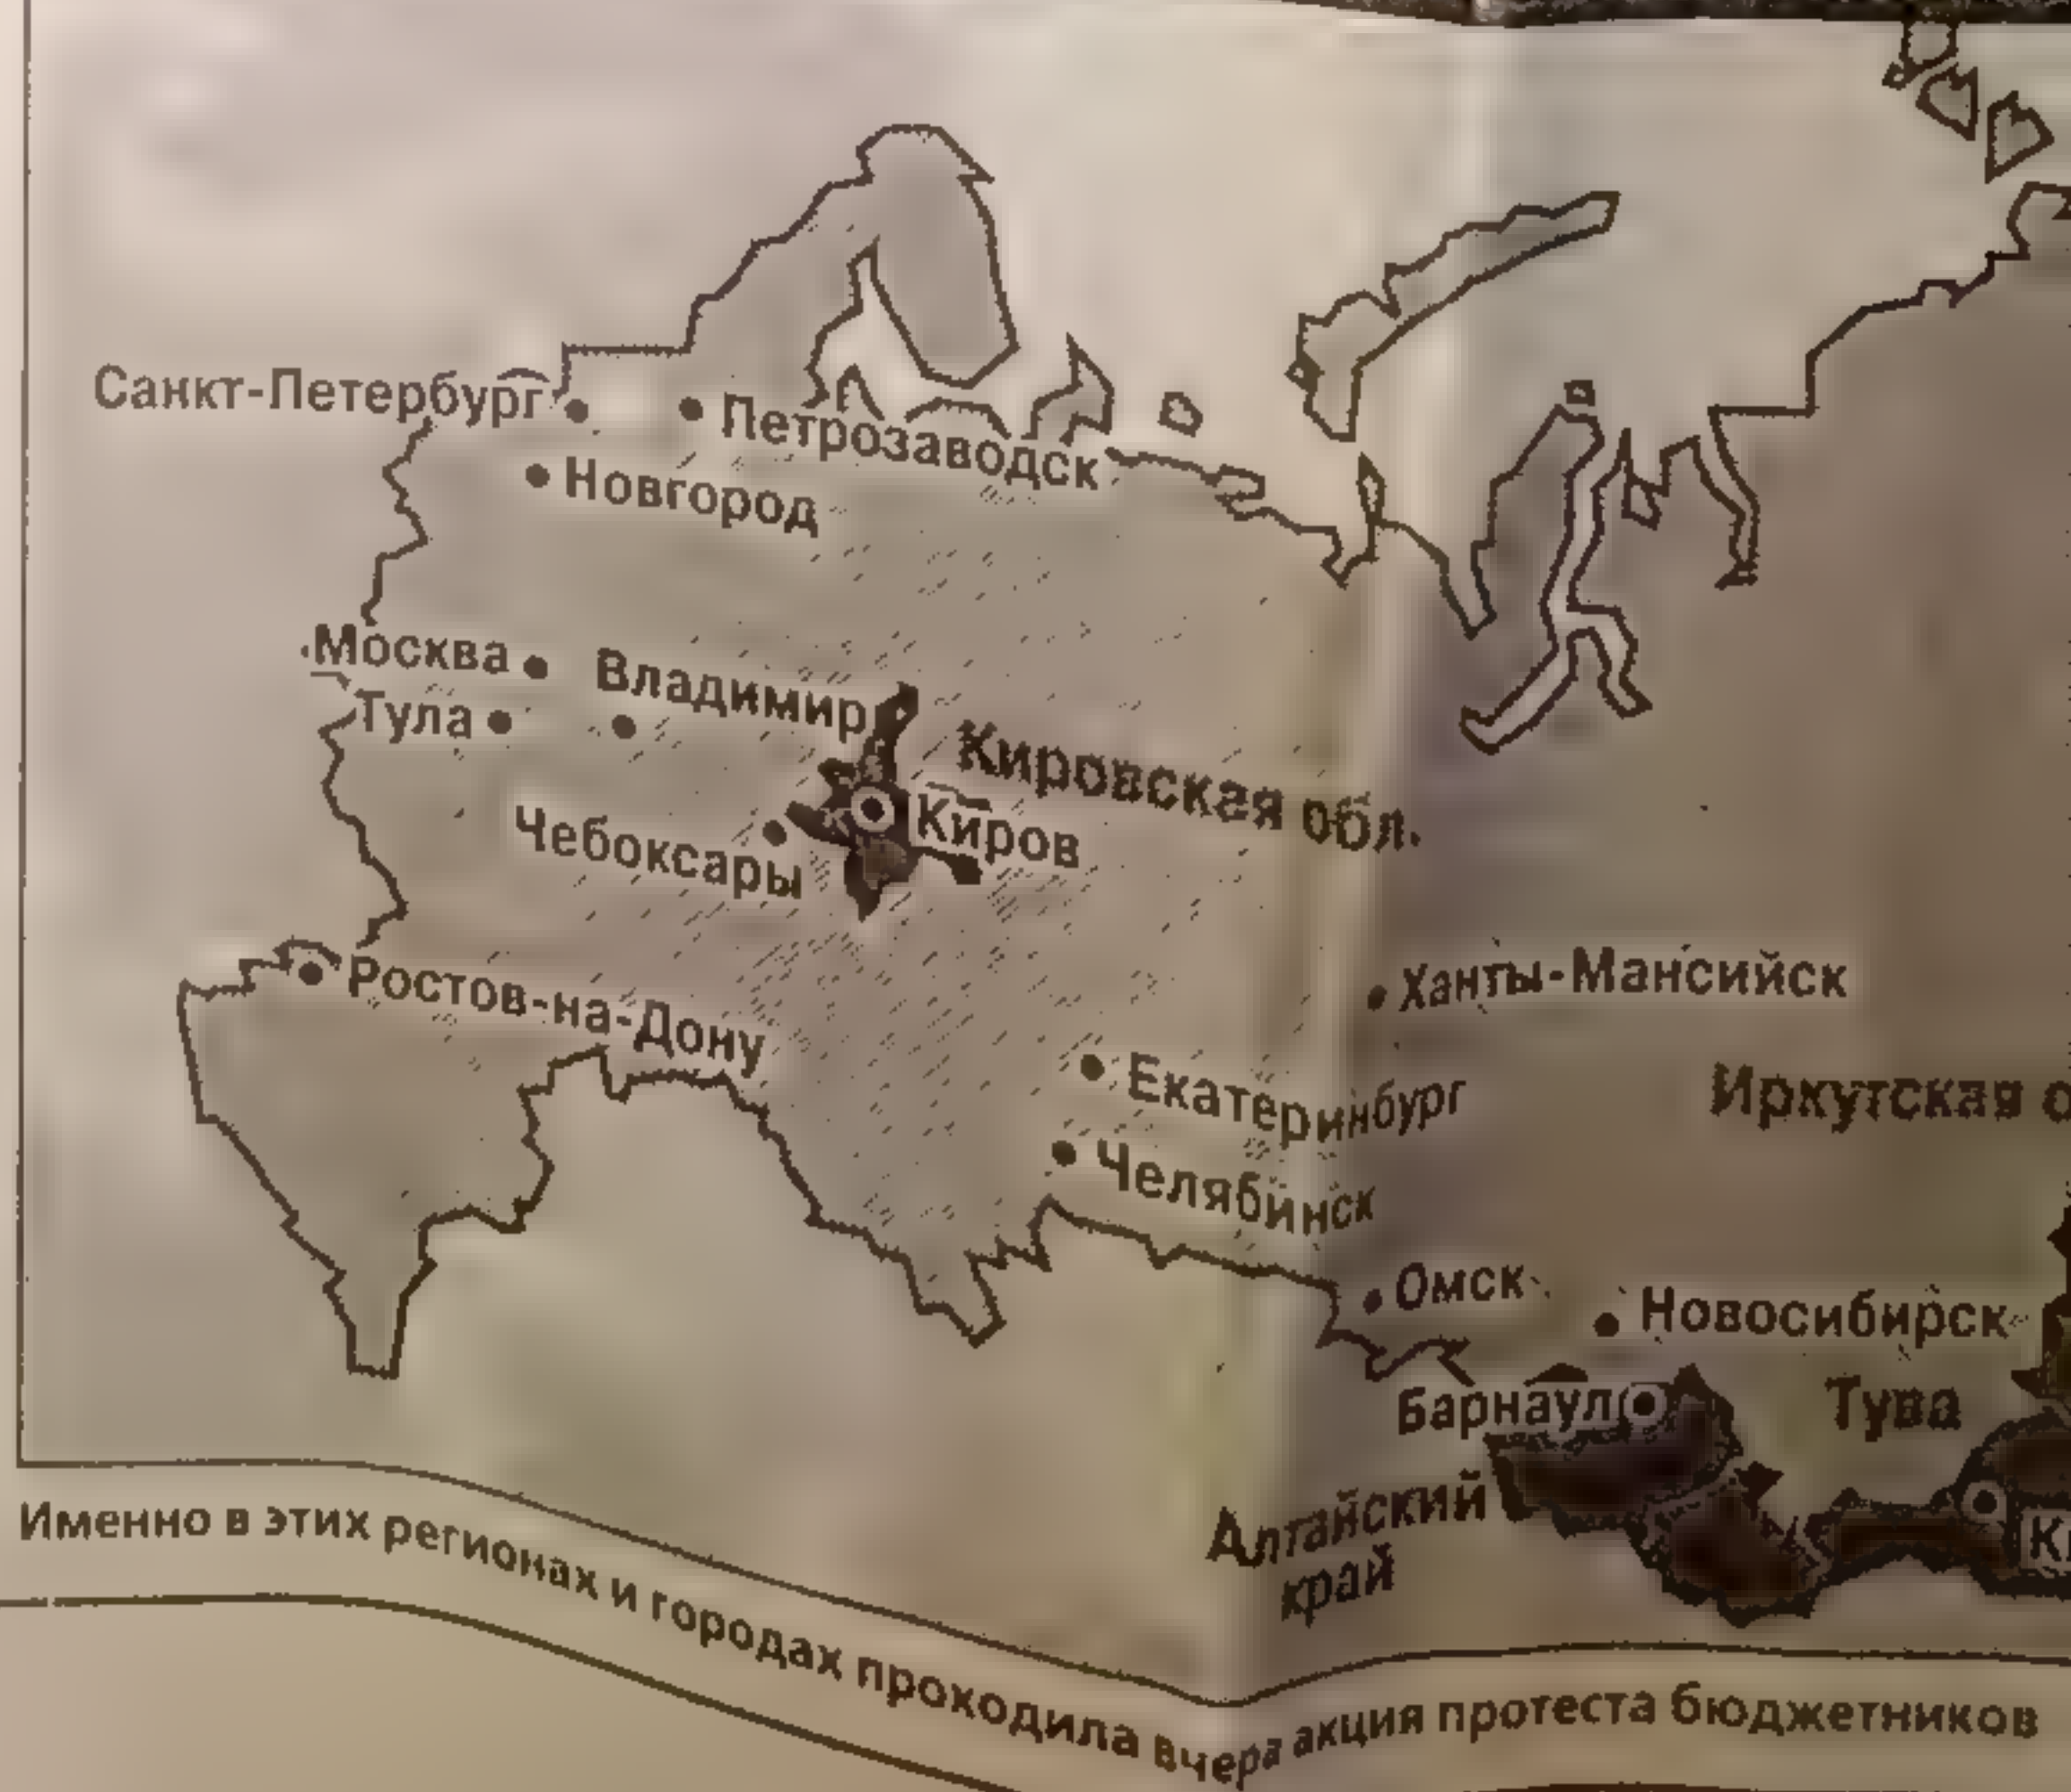 Санкт-Петербург
Петрозаводск
Новгород
Москва
Владимир
Тула
Кировская обл.
Киров
Чебоксары
Ростов-на-Дону
Ханты-Мансийск
Екатеринбург
Иркутская
Челябинск
Омск
Новосибирск
Барнаул
Тува
Алтайский
край
Именно в этих регионах и городах проходила вчера акция протеста бюджетников